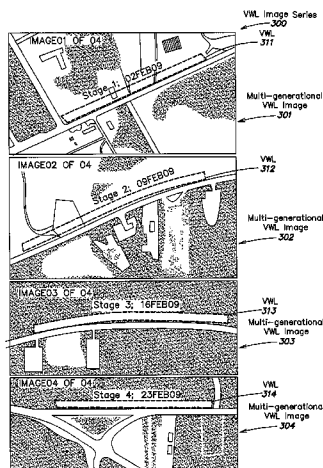 VWL Image Series
300
IMAGE01 OF 04
VWL
311
Stage 1; 02FEB09
Multi-generational
VWL Image
301
IMAGE02 OF 04
VWL
312
Stage 2; 09FEB09
Multi-generational
VWL Image
302
IMAGE03 OF 04
Stage 3; 16FEB09
VWL
313
Multi-generational
VWL Image
303
IMAGE04 OF 04
Stage 4; 23FEB09
VWL
314
Multi-generational
VWL Image
304